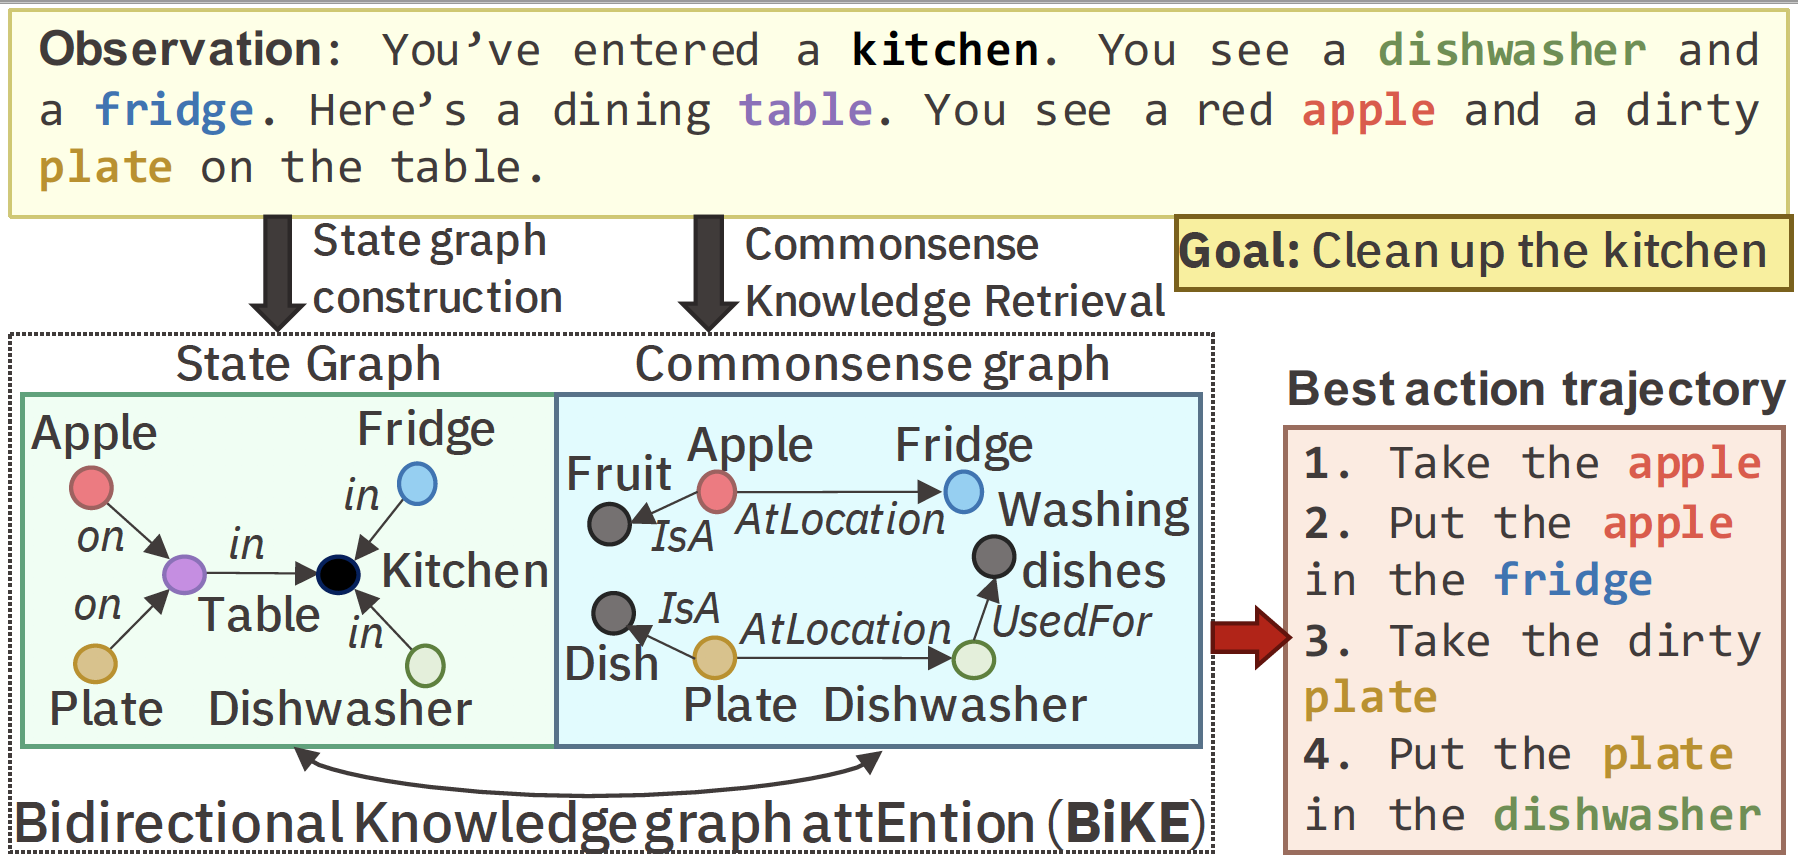 Observation: You’ve entered a kitchen. You see a dishwasher and
a fridge. Here’s a dining table. You see a red apple and a dirty
plate on the table.
State graph
construction
Commonsense
Knowledge Retrieval
Goal: Clean up the kitchen
State Graph
Apple
Fridge
in
on
in
Kitchen
on
Table
in
Plate
Dishwasher
Commonsense graph
Apple
Fridge
Fruit
Washing
dishes
IsA
AtLocation
IsA
AtLocation
UsedFor
Dish
Plate
Dishwasher
Bidirectional Knowledge graph attEntion (BiKE)
Best action trajectory
1. Take the apple
2. Put the apple
in the fridge
3. Take the dirty
plate
4. Put the plate
in the dishwasher